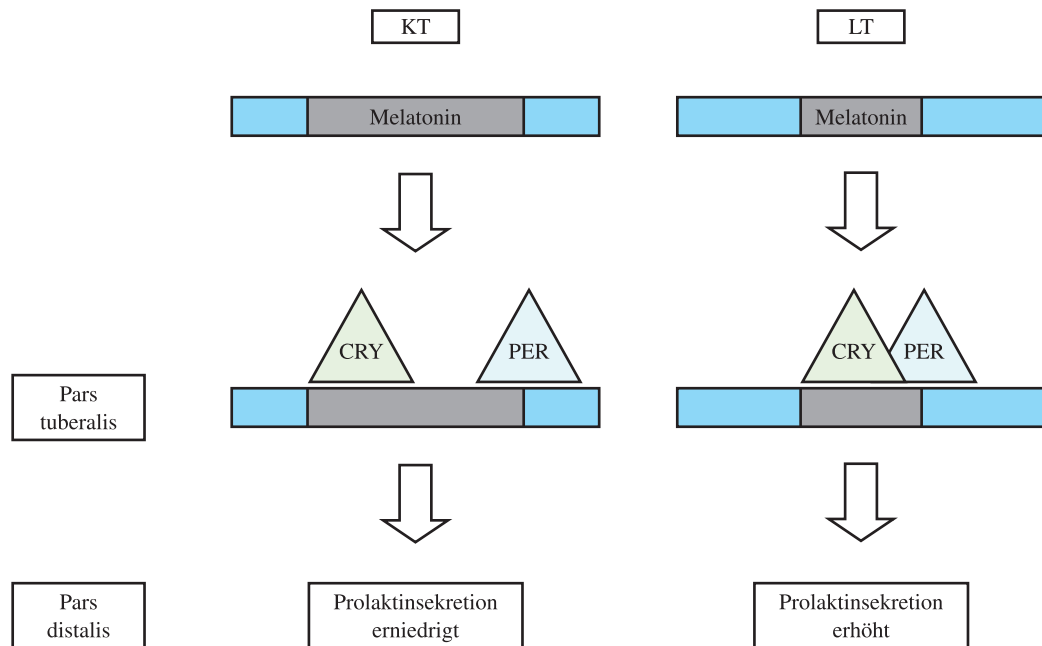 KT
LT
Melatonin
Melatonin
CRY
PER
CRY
PER
Pars
tuberalis
Pars
distalis
Prolaktinsekretion
erniedrigt
Prolaktinsekretion
erhöht